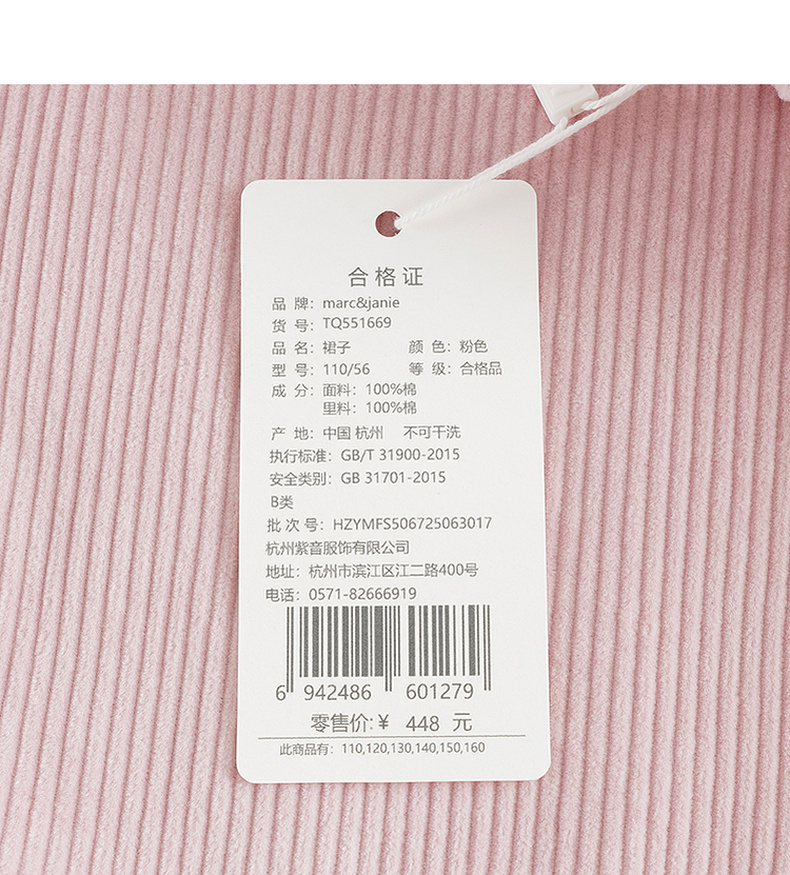 合格证
品 牌：marc&janie
货 号：TQ551669
品 名：裙子 颜 色：粉色
型 号：110/56 等 级：合格品
成 分：面料：100%棉
里料：100%棉
产 地：中国 杭州 不可干洗
执行标准：GB/T 31900-2015
安全类别：GB 31701-2015
B类
批 次 号：HZYMFS506725063017
杭州紫音服饰有限公司
地址：杭州市滨江区江二路400号
电话：0571-82666919
6 942486 601279
零售价:￥ 448 元
此商品有：110,120,130,140,150,160